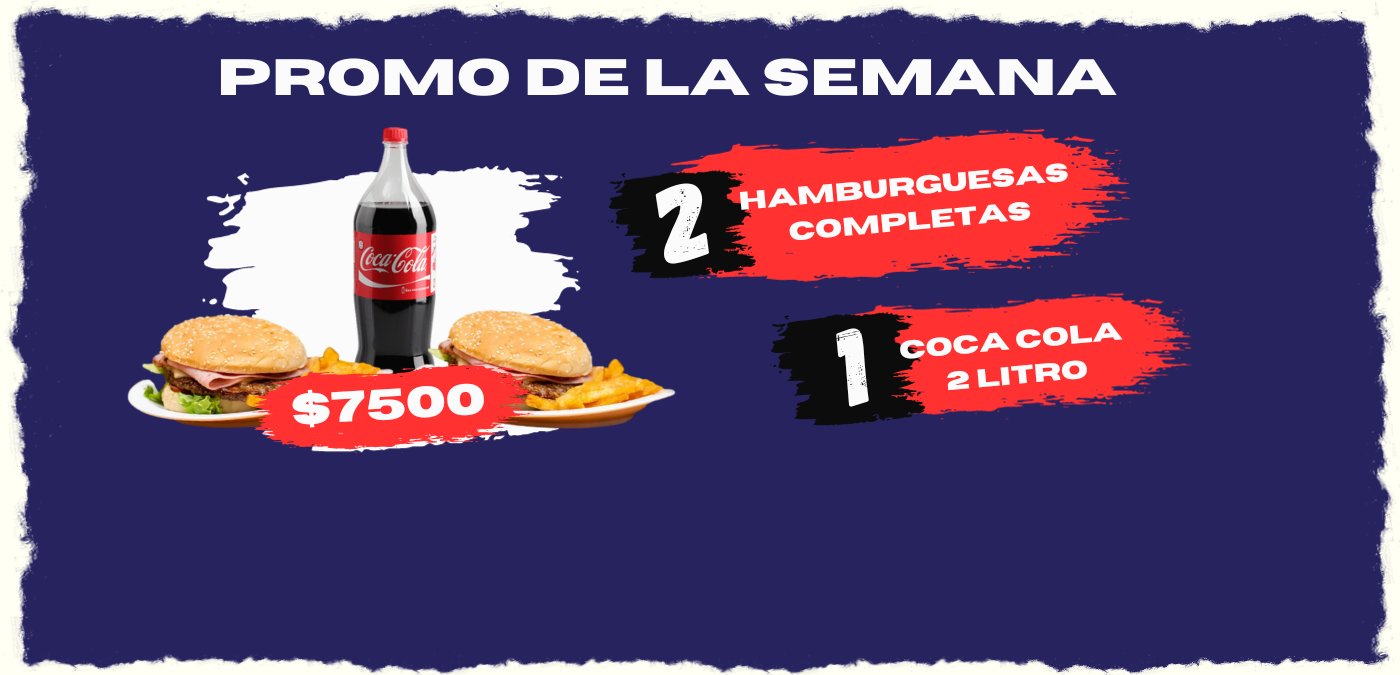 PROMO DE LA SEMANA
2
HAMBURGUESAS
COMPLETAS
Coca-Cola
1
COCA COLA
2 LITRO
$7500